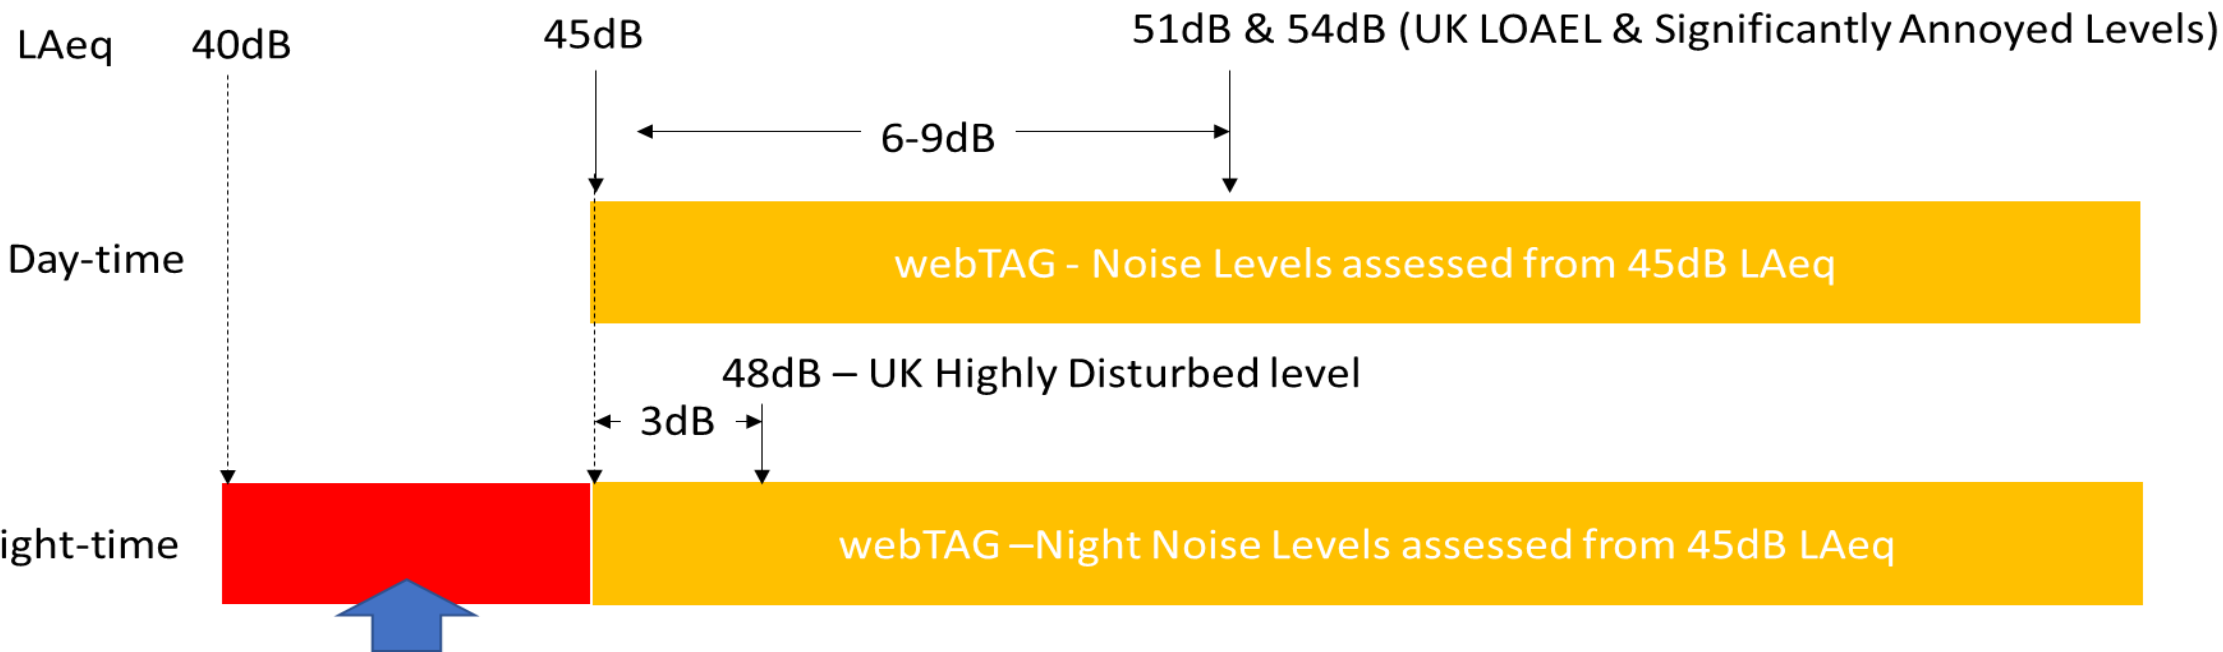 LAeq 40dB 45dB 51dB & 54dB (UK LOAEL & Significantly Annoyed Levels)
6-9dB
Day-time webTAG - Noise Levels assessed from 45dB LAeq
48dB – UK Highly Disturbed level
3dB
ight-time webTAG –Night Noise Levels assessed from 45dB LAeq